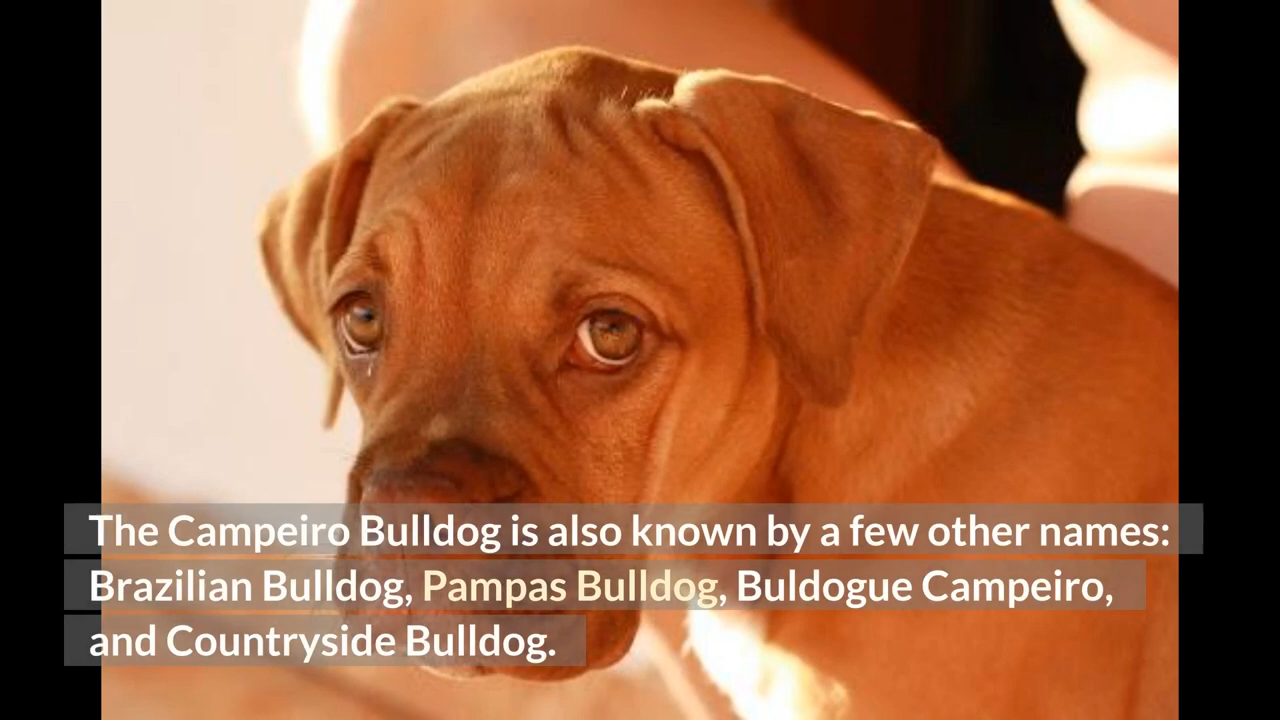 The Campeiro Bulldog is also known by a few other names:
Brazilian Bulldog, Pampas Bulldog, Buldogue Campeiro,
and Countryside Bulldog.